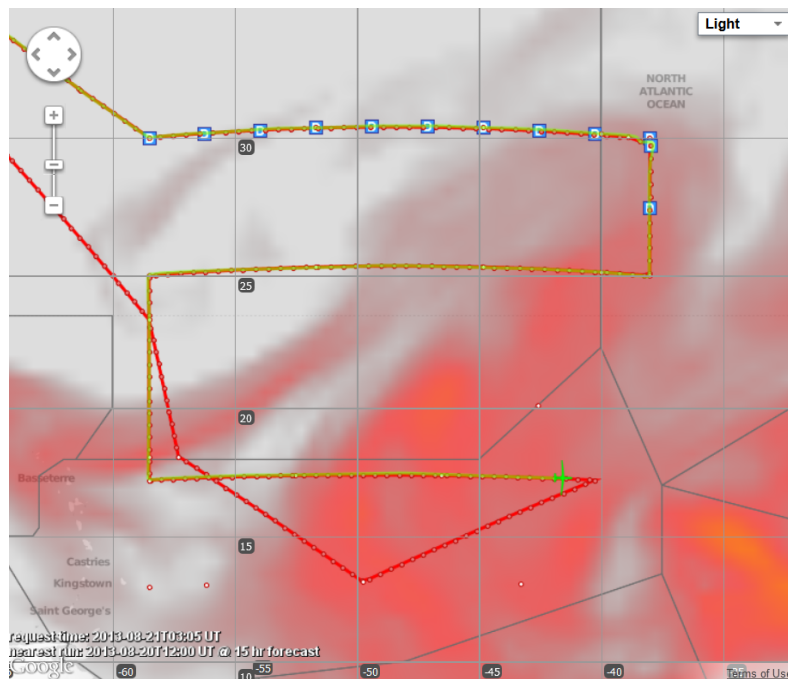 Light
NORTH
ATLANTIC
OCEAN
30
25
20
Basseterre
15
Castries
Kingstown
Saint George's
request time: 2013-08-21T03:05 UT
nearest run: 2013-08-20T12:00 UT @ 15 hr forecast
Google
-60
-55
10
-50
-45
-40
Terms of Use